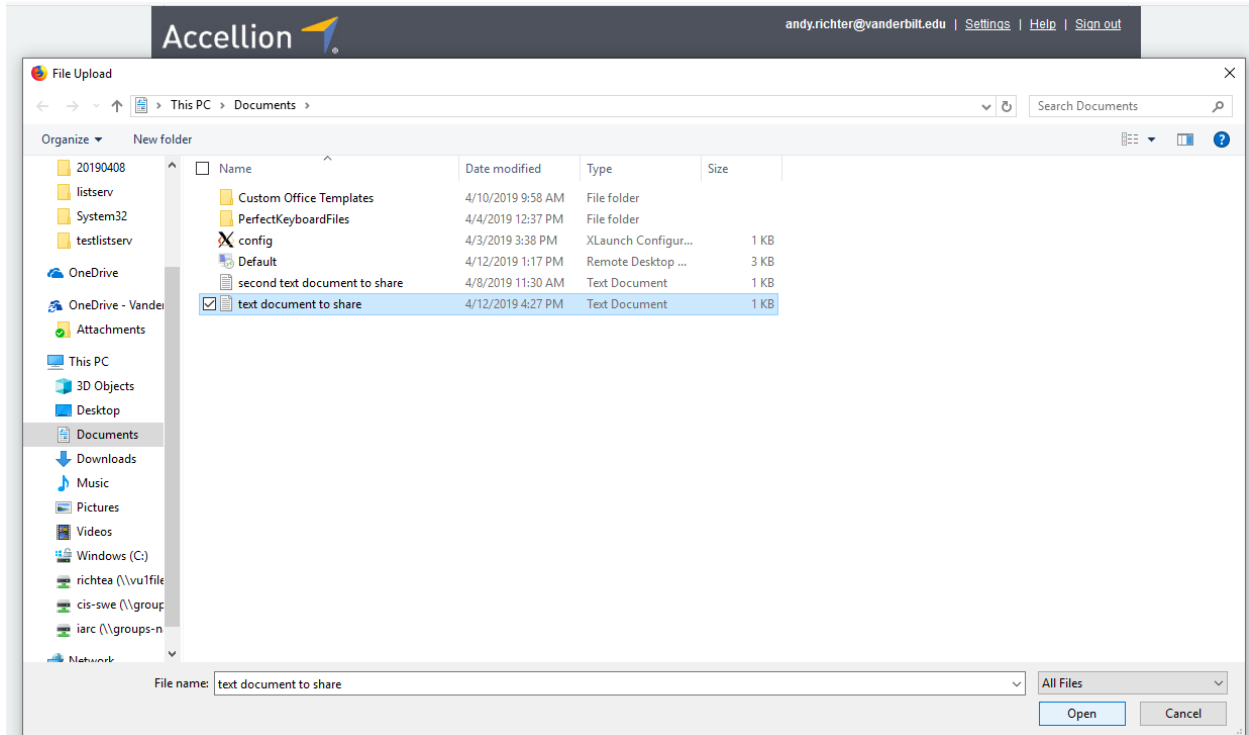 Accellion
andy.richter@vanderbilt.edu | Settings | Help | Sign out
File Upload
This PC > Documents >
Search Documents
Organize
New folder
20190408
listserv
System32
testlistserv
OneDrive
OneDrive - Vander
Attachments
This PC
3D Objects
Desktop
Documents
Downloads
Music
Pictures
Videos
Windows (C:)
richtea (\\vu1file
cis-swe (\\group
iarc (\\groups-n
Network
Name Date modified Type Size
Custom Office Templates 4/10/2019 9:58 AM File folder
PerfectKeyboardFiles 4/4/2019 12:37 PM File folder
config 4/3/2019 3:38 PM XLaunch Configur... 1 KB
Default 4/12/2019 1:17 PM Remote Desktop ... 3 KB
second text document to share 4/8/2019 11:30 AM Text Document 1 KB
text document to share 4/12/2019 4:27 PM Text Document 1 KB
File name: text document to share
All Files
Open
Cancel